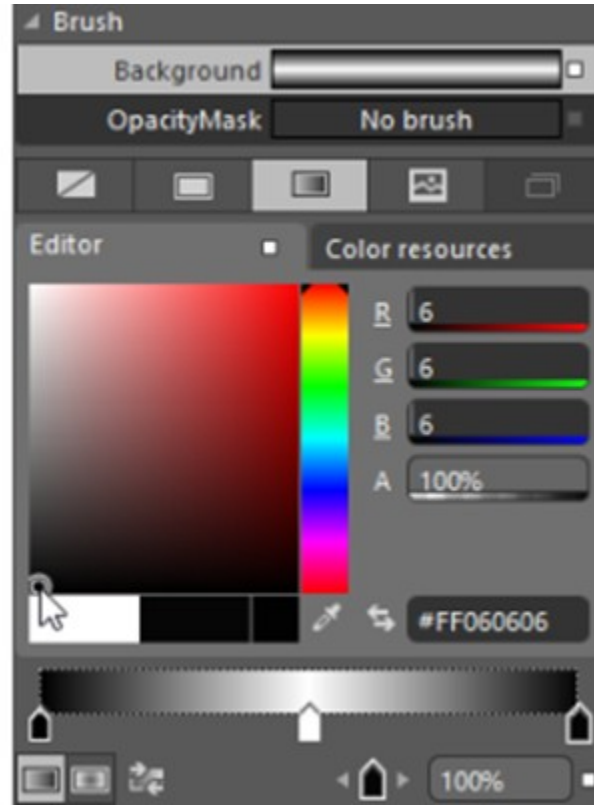 Brush
Background
OpacityMask No brush
Editor Color resources
R 6
G 6
B 6
A 100%
#FF060606
100%